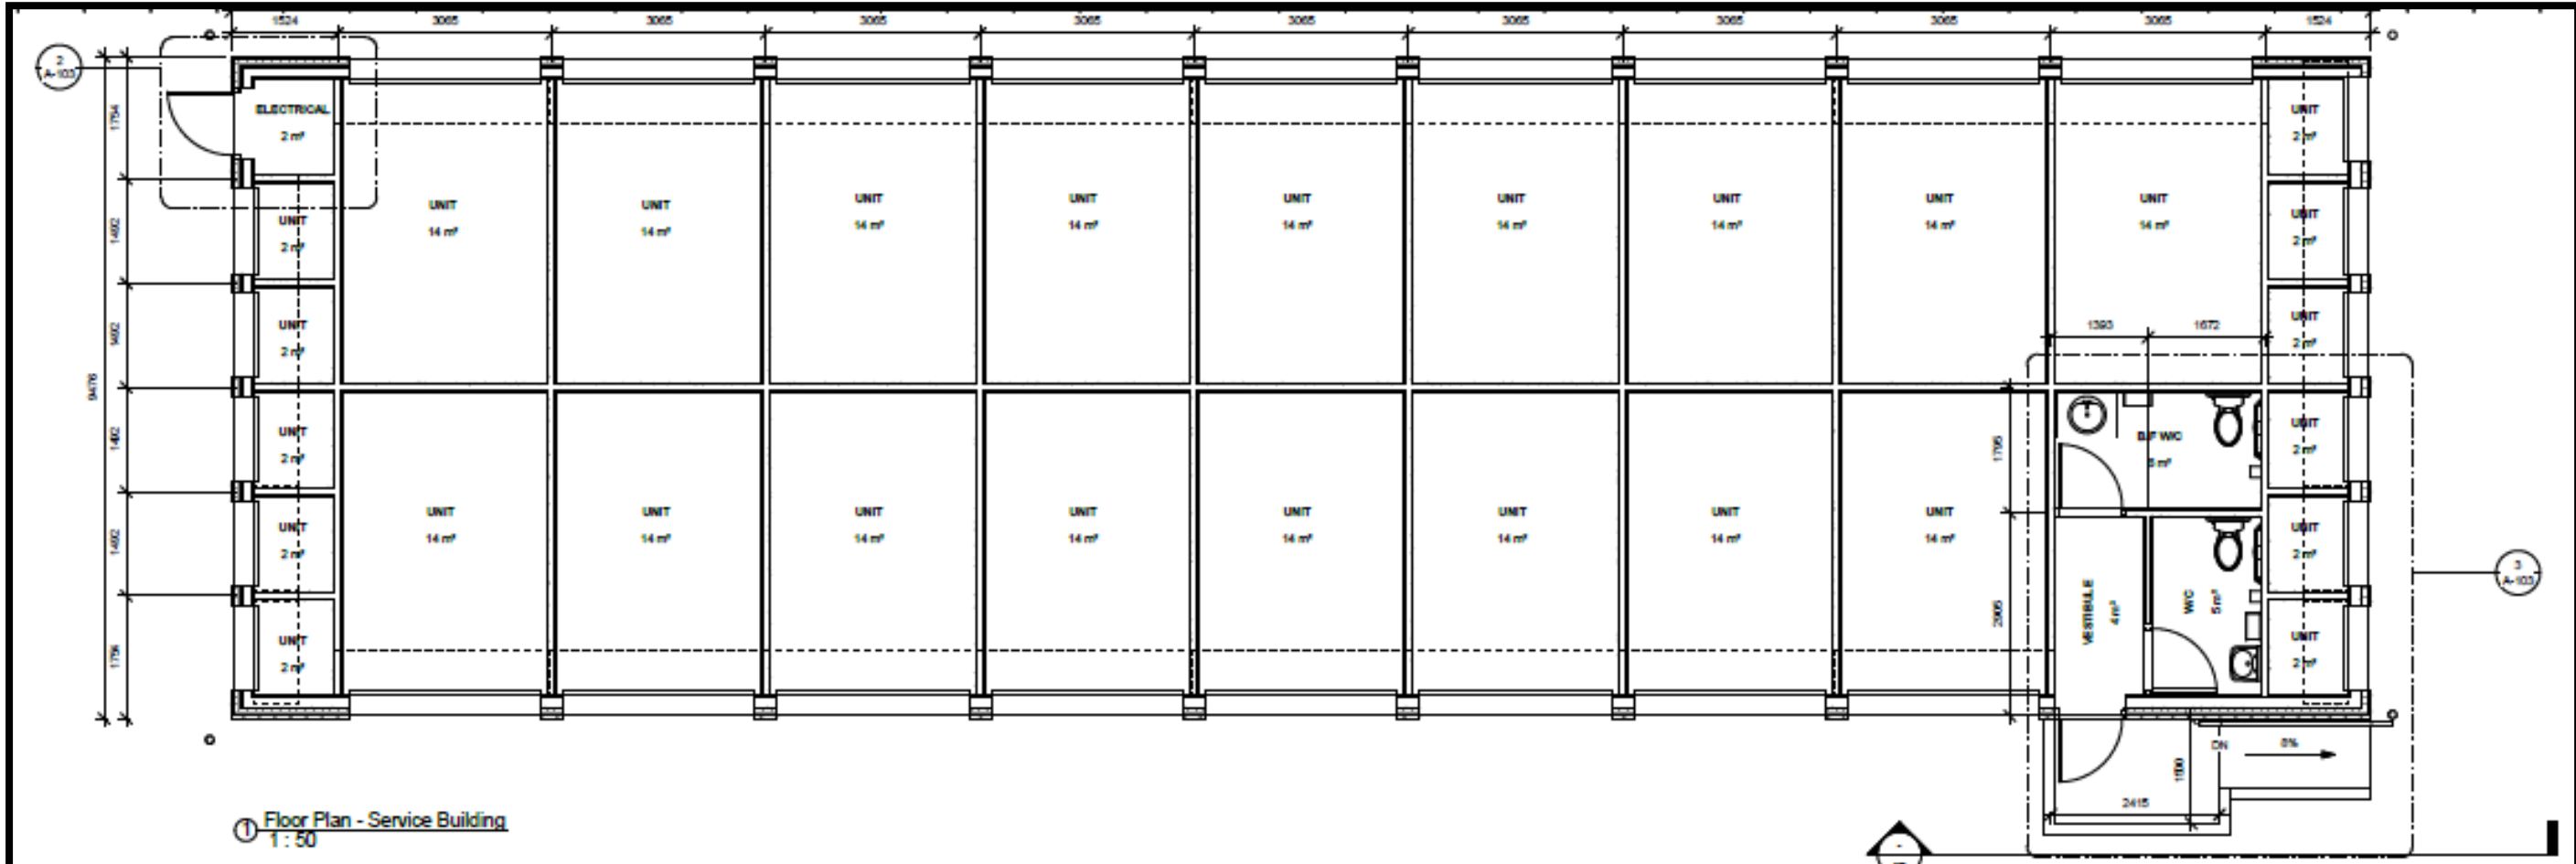 1524 3065 3065 3065 3065 3065 3065 3065 3065 3065 1524
2
A-103
1754
ELECTRICAL
2 m²
UNIT
2 m²
UNIT
14 m²
UNIT
14 m²
UNIT
14 m²
UNIT
14 m²
UNIT
14 m²
UNIT
14 m²
UNIT
14 m²
UNIT
14 m²
UNIT
14 m²
1492
UNIT
2 m²
UNIT
2 m²
1492
UNIT
2 m²
UNIT
2 m²
1393 1672
9476
1492
UNIT
2 m²
B/F W/C
UNIT
2 m²
1795
UNIT
14 m²
UNIT
14 m²
UNIT
14 m²
UNIT
14 m²
UNIT
14 m²
UNIT
14 m²
UNIT
14 m²
UNIT
14 m²
1492
UNIT
2 m²
UNIT
2 m²
3
A-103
VESTIBULE
4 m²
W/C
5 m²
UNIT
2 m²
UNIT
2 m²
DN 8%
2415
1 Floor Plan - Service Building
1 : 50